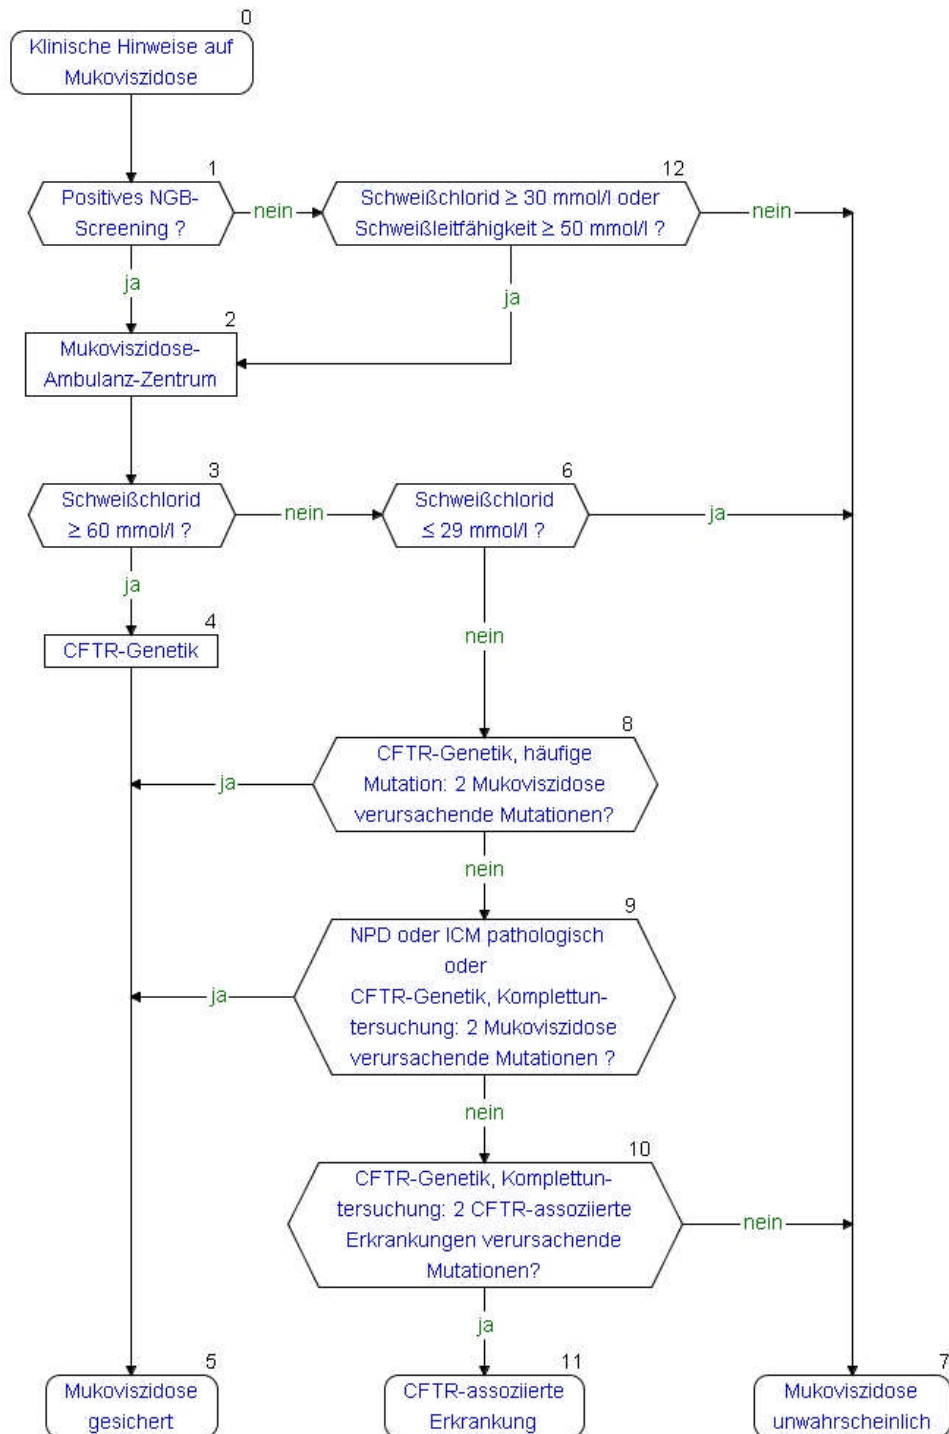 0
Klinische Hinweise auf
Mukoviszidose
1
Positives NGB-
Screening ?
nein
12
Schweißchlorid ≥ 30 mmol/l oder
Schweißleitfähigkeit ≥ 50 mmol/l ?
nein
ja
ja
2
Mukoviszidose-
Ambulanz-Zentrum
3
Schweißchlorid
≥ 60 mmol/l ?
nein
6
Schweißchlorid
≤ 29 mmol/l ?
ja
ja
4
CFTR-Genetik
nein
8
CFTR-Genetik, häufige
Mutation: 2 Mukoviszidose
verursachende Mutationen?
ja
nein
9
NPD oder ICM pathologisch
oder
CFTR-Genetik, Komplettun-
tersuchung: 2 Mukoviszidose
verursachende Mutationen ?
ja
nein
10
CFTR-Genetik, Komplettun-
tersuchung: 2 CFTR-assoziierte
Erkrankungen verursachende
Mutationen?
nein
ja
5
Mukoviszidose
gesichert
11
CFTR-assoziierte
Erkrankung
7
Mukoviszidose
unwahrscheinlich